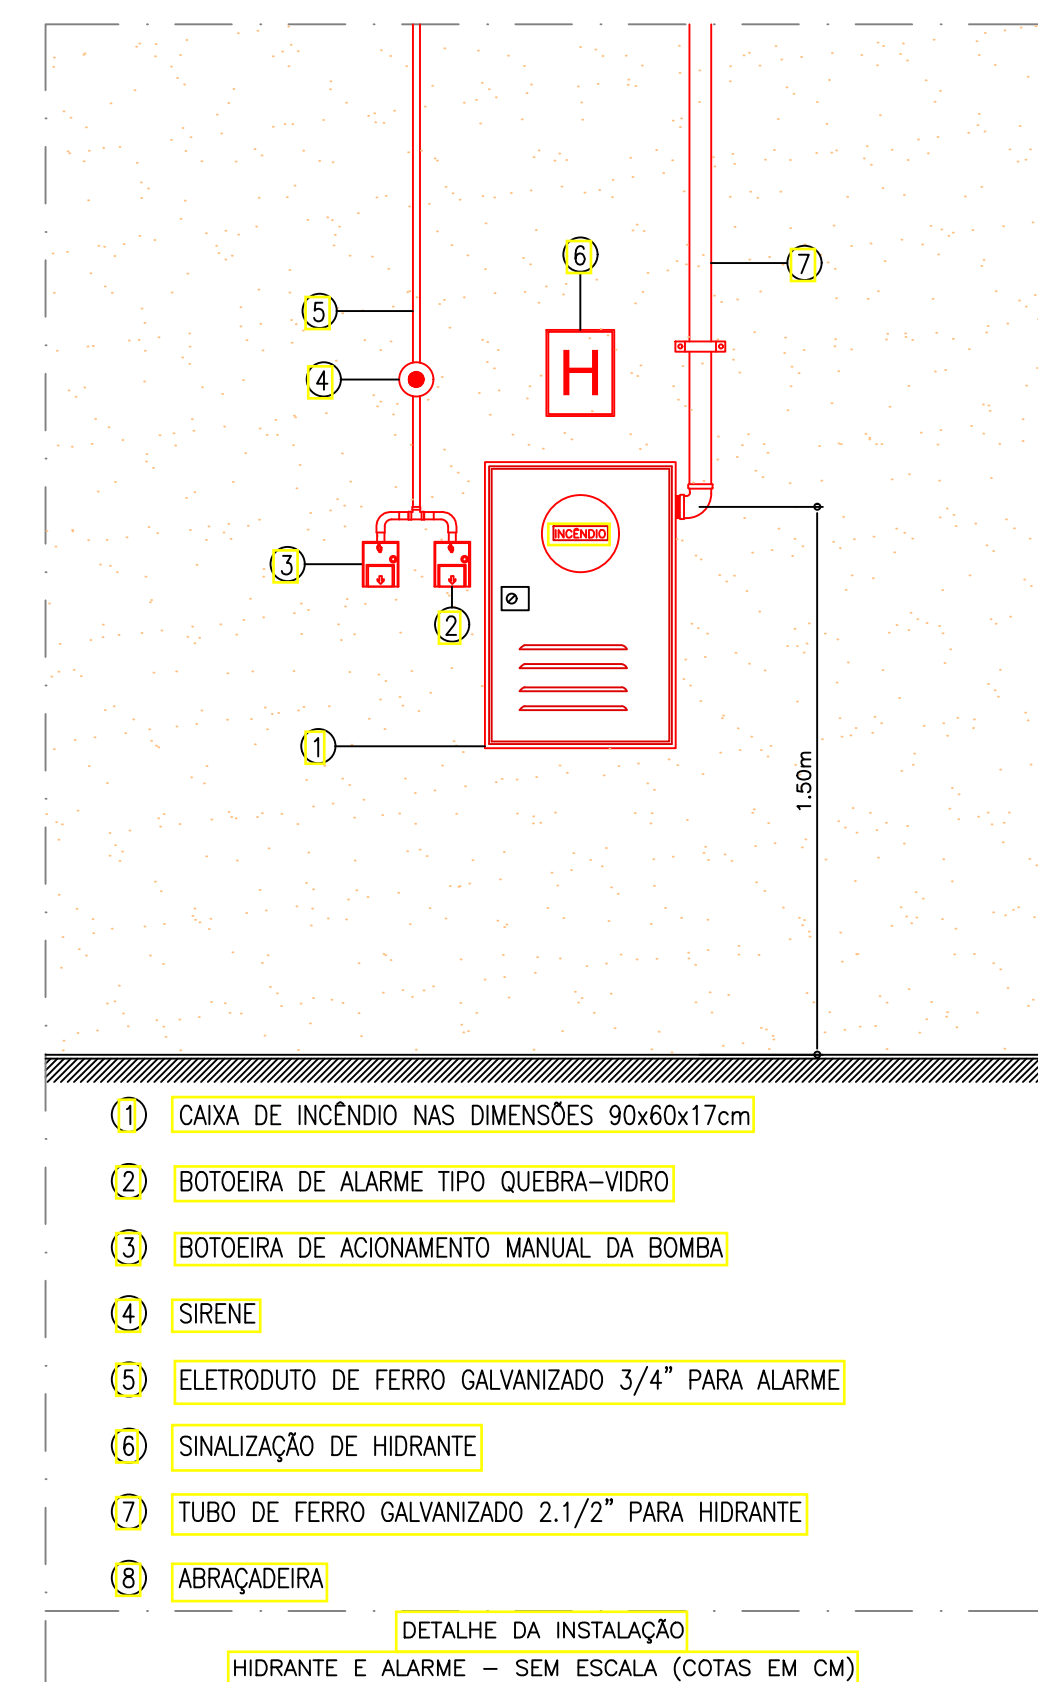 6
7
5
4
H
INCÊNDIO
3
2
1
1.50m
1 CAIXA DE INCÊNDIO NAS DIMENSÕES 90x60x17cm
2 BOTOEIRA DE ALARME TIPO QUEBRA-VIDRO
3 BOTOEIRA DE ACIONAMENTO MANUAL DA BOMBA
4 SIRENE
5 ELETRODUTO DE FERRO GALVANIZADO 3/4" PARA ALARME
6 SINALIZAÇÃO DE HIDRANTE
7 TUBO DE FERRO GALVANIZADO 2.1/2" PARA HIDRANTE
8 ABRAÇADEIRA
DETALHE DA INSTALAÇÃO
HIDRANTE E ALARME - SEM ESCALA (COTAS EM CM)